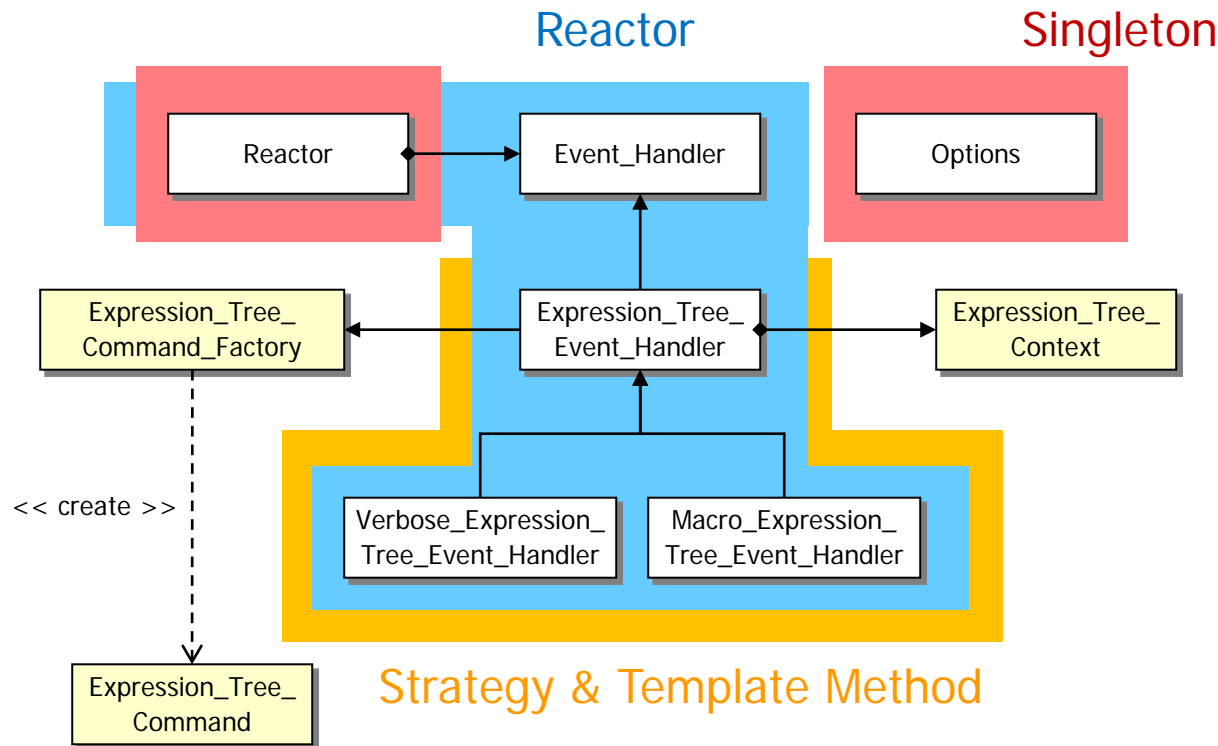 Reactor
Singleton
Reactor
Event_Handler
Options
Expression_Tree_
Command_Factory
Expression_Tree_
Event_Handler
Expression_Tree_
Context
<< create >>
Verbose_Expression_
Tree_Event_Handler
Macro_Expression_
Tree_Event_Handler
Expression_Tree_
Command
Strategy & Template Method